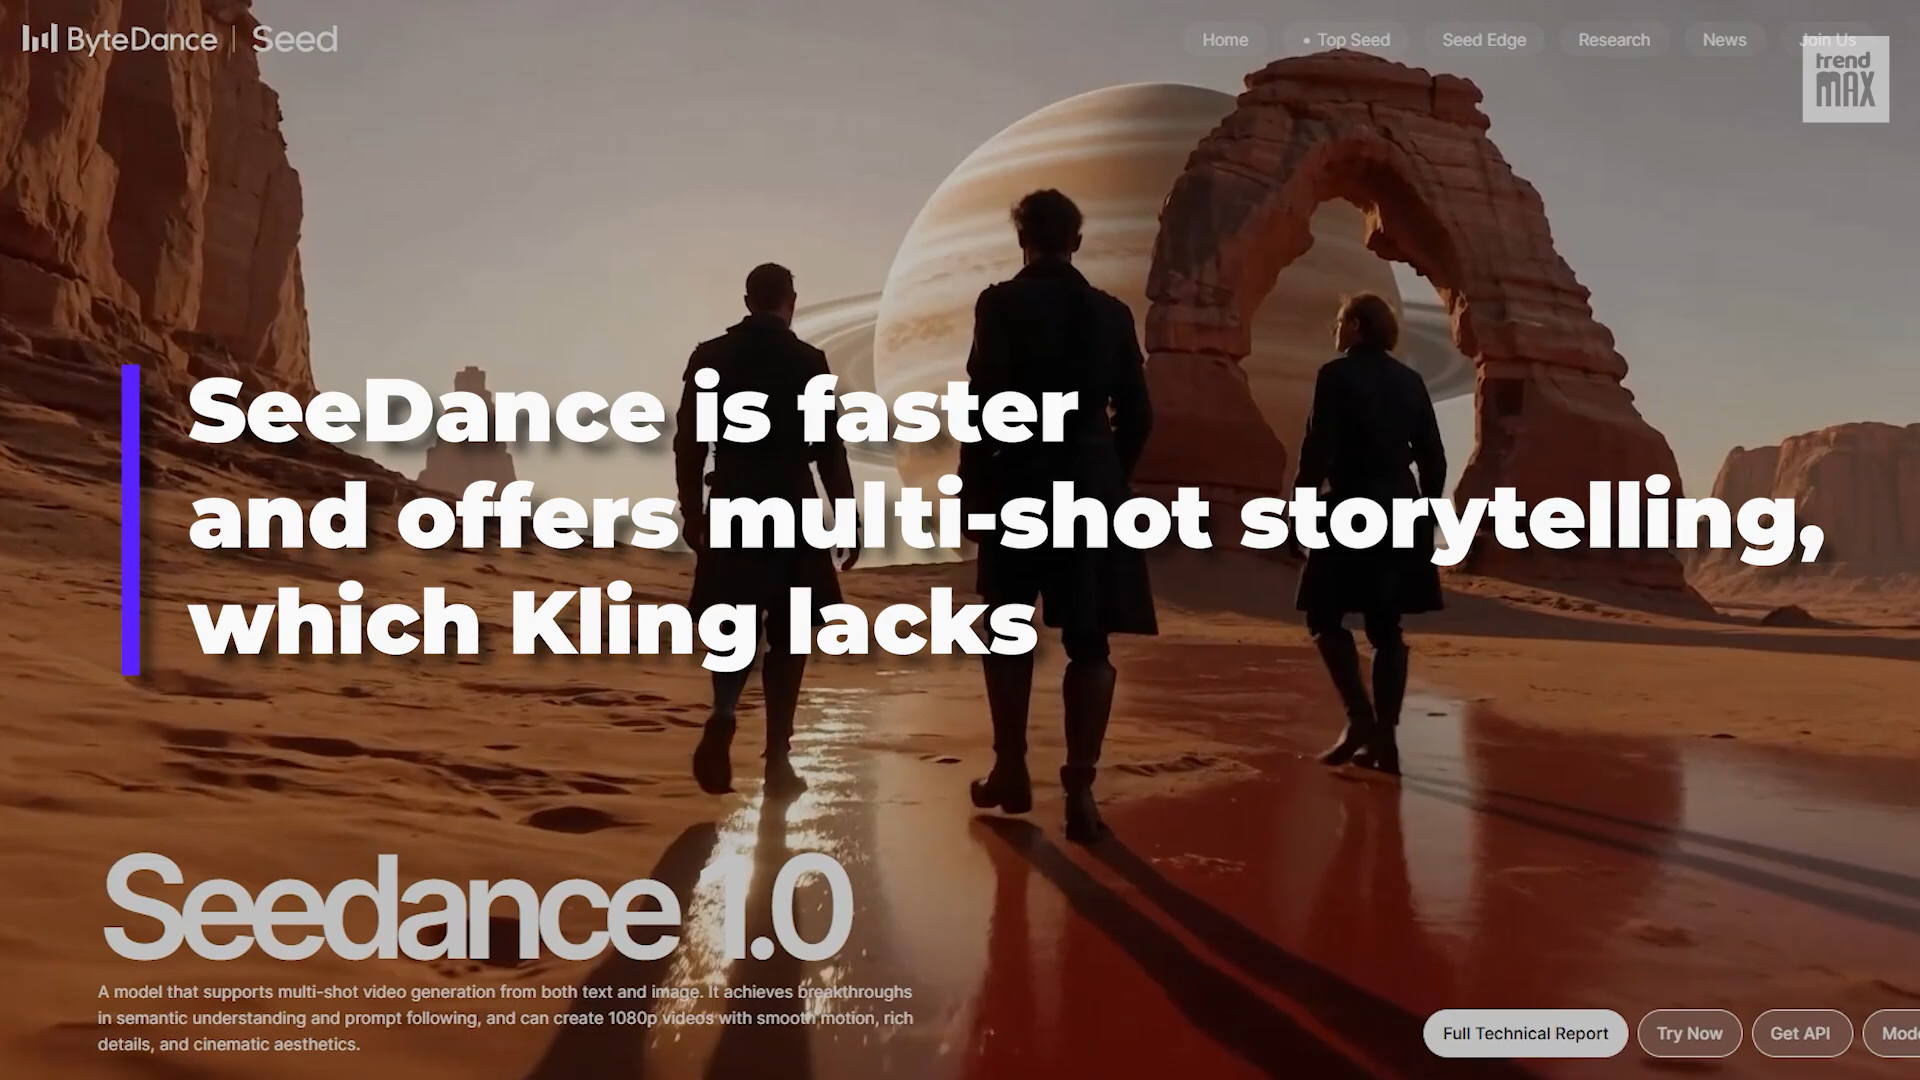 ByteDance | Seed
Home
• Top Seed
Seed Edge
Research
News
Join Us
trend
MAX
SeeDance is faster
and offers multi-shot storytelling,
which Kling lacks
Seedance 1.0
A model that supports multi-shot video generation from both text and image. It achieves breakthroughs
in semantic understanding and prompt following, and can create 1080p videos with smooth motion, rich
details, and cinematic aesthetics.
Full Technical Report
Try Now
Get API